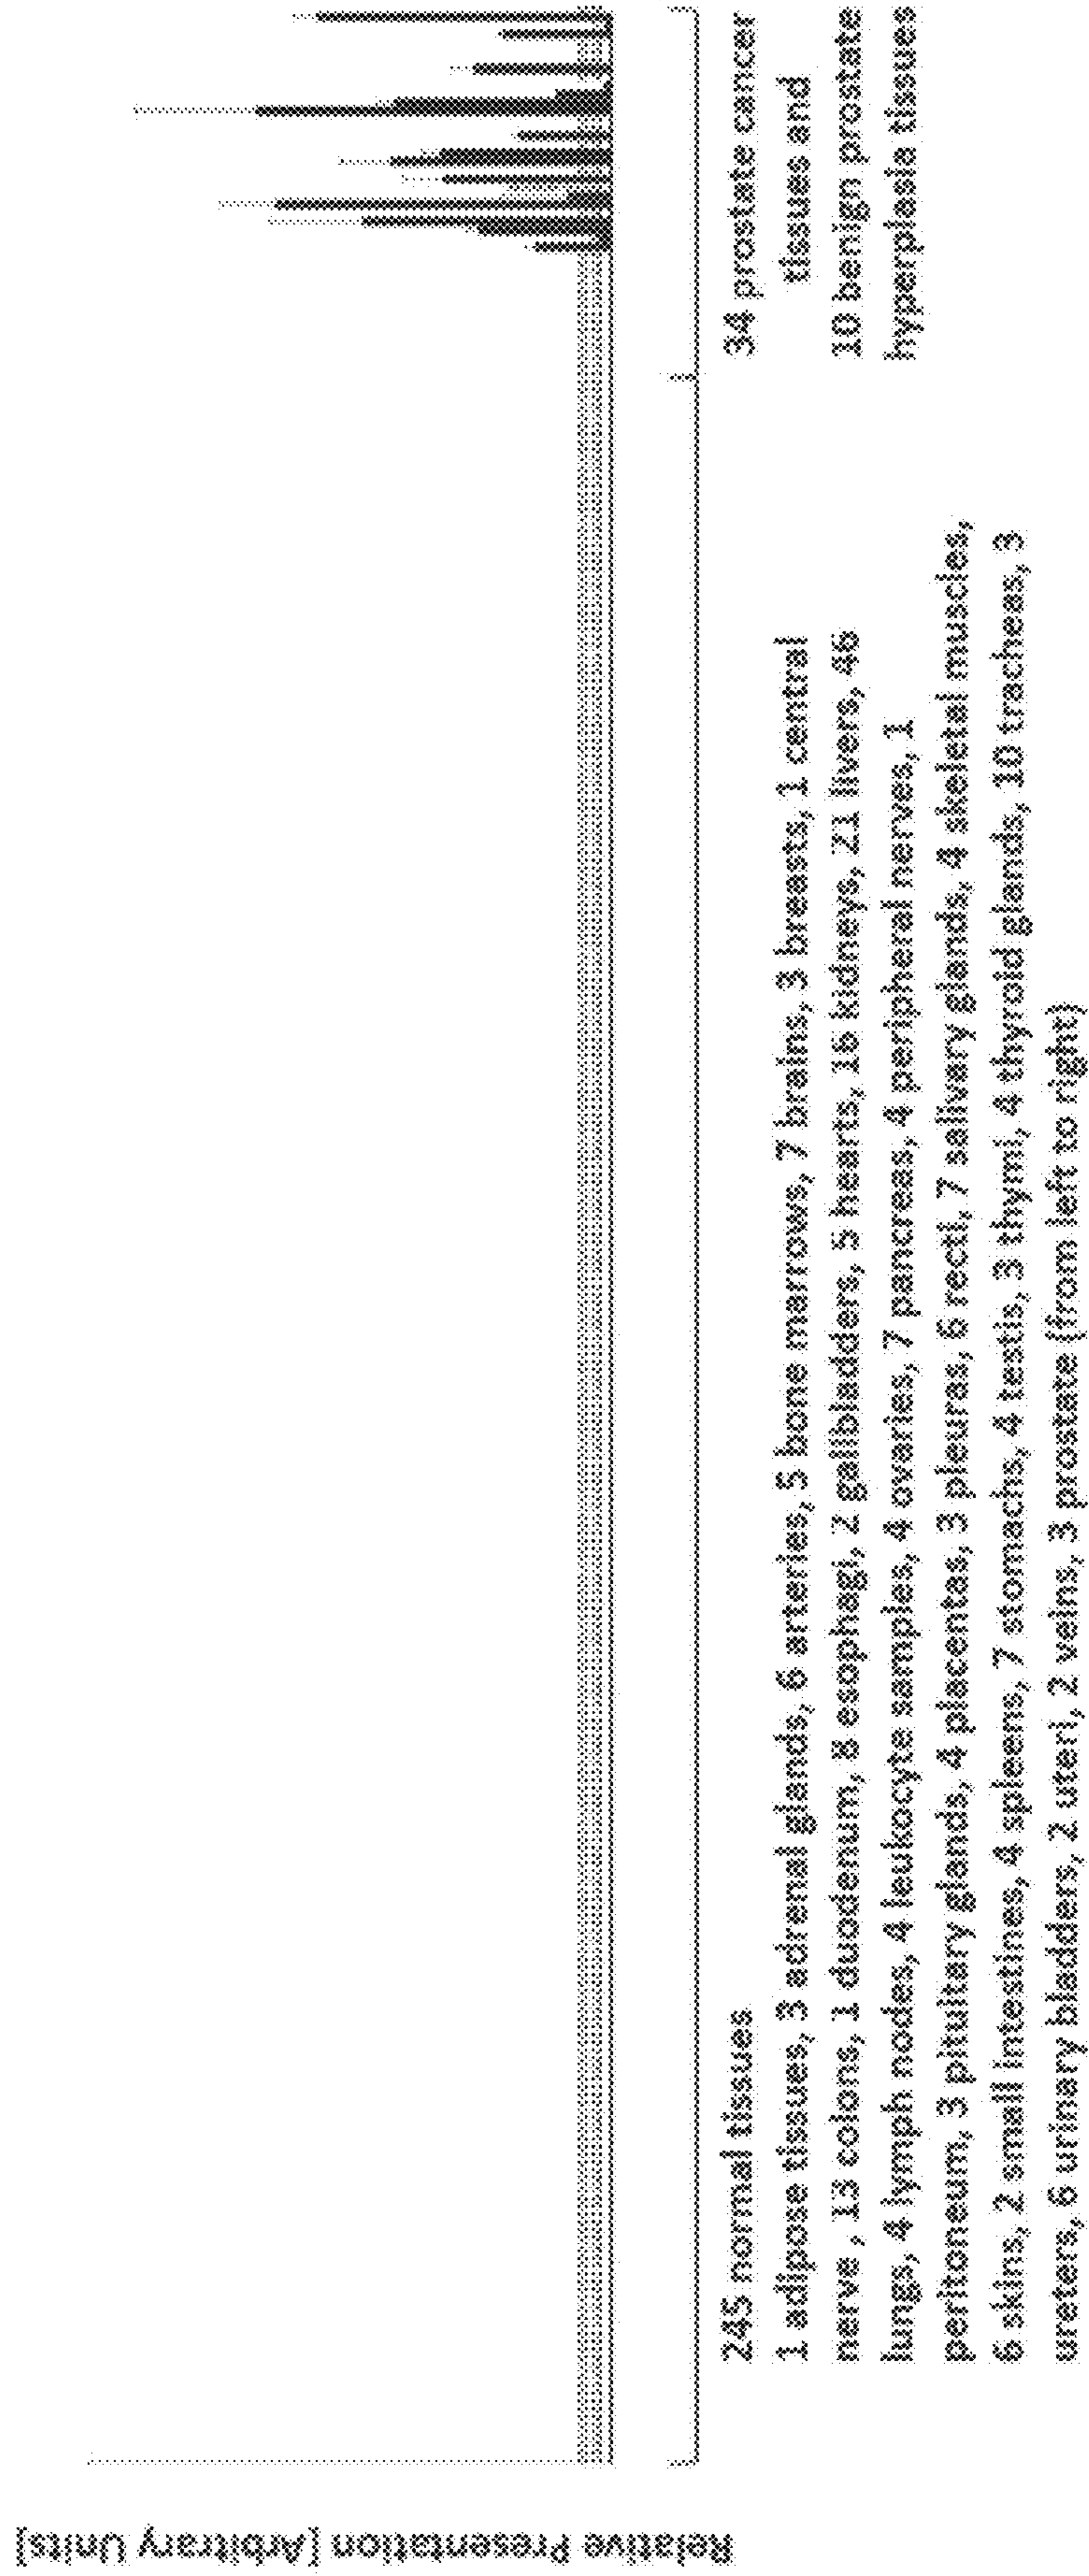 Relative Presentation [Arbitrary Units]
245 normal tissues
1 adipose tissues, 3 adrenal glands, 6 arteries, 5 bone marrows, 7 brains, 3 breasts, 1 central
nerve , 13 colons, 1 duodenum, 8 esophagi, 2 gallbladders, 5 hearts, 16 kidneys, 21 livers, 46
lungs, 4 lymph nodes, 4 leukocyte samples, 4 ovaries, 7 pancreas, 4 peripheral nerves, 1
peritoneum, 3 pituitary glands, 4 placentas, 3 pleuras, 6 recti, 7 salivary glands, 4 skeletal muscles,
6 skins, 2 small intestines, 4 spleens, 7 stomachs, 4 testis, 3 thymi, 4 thyroid glands, 10 tracheas, 3
ureters, 6 urinary bladders, 2 uteri, 2 veins, 3 prostate (from left to right)
34 prostate cancer
tissues and
10 benign prostate
hyperplasia tissues